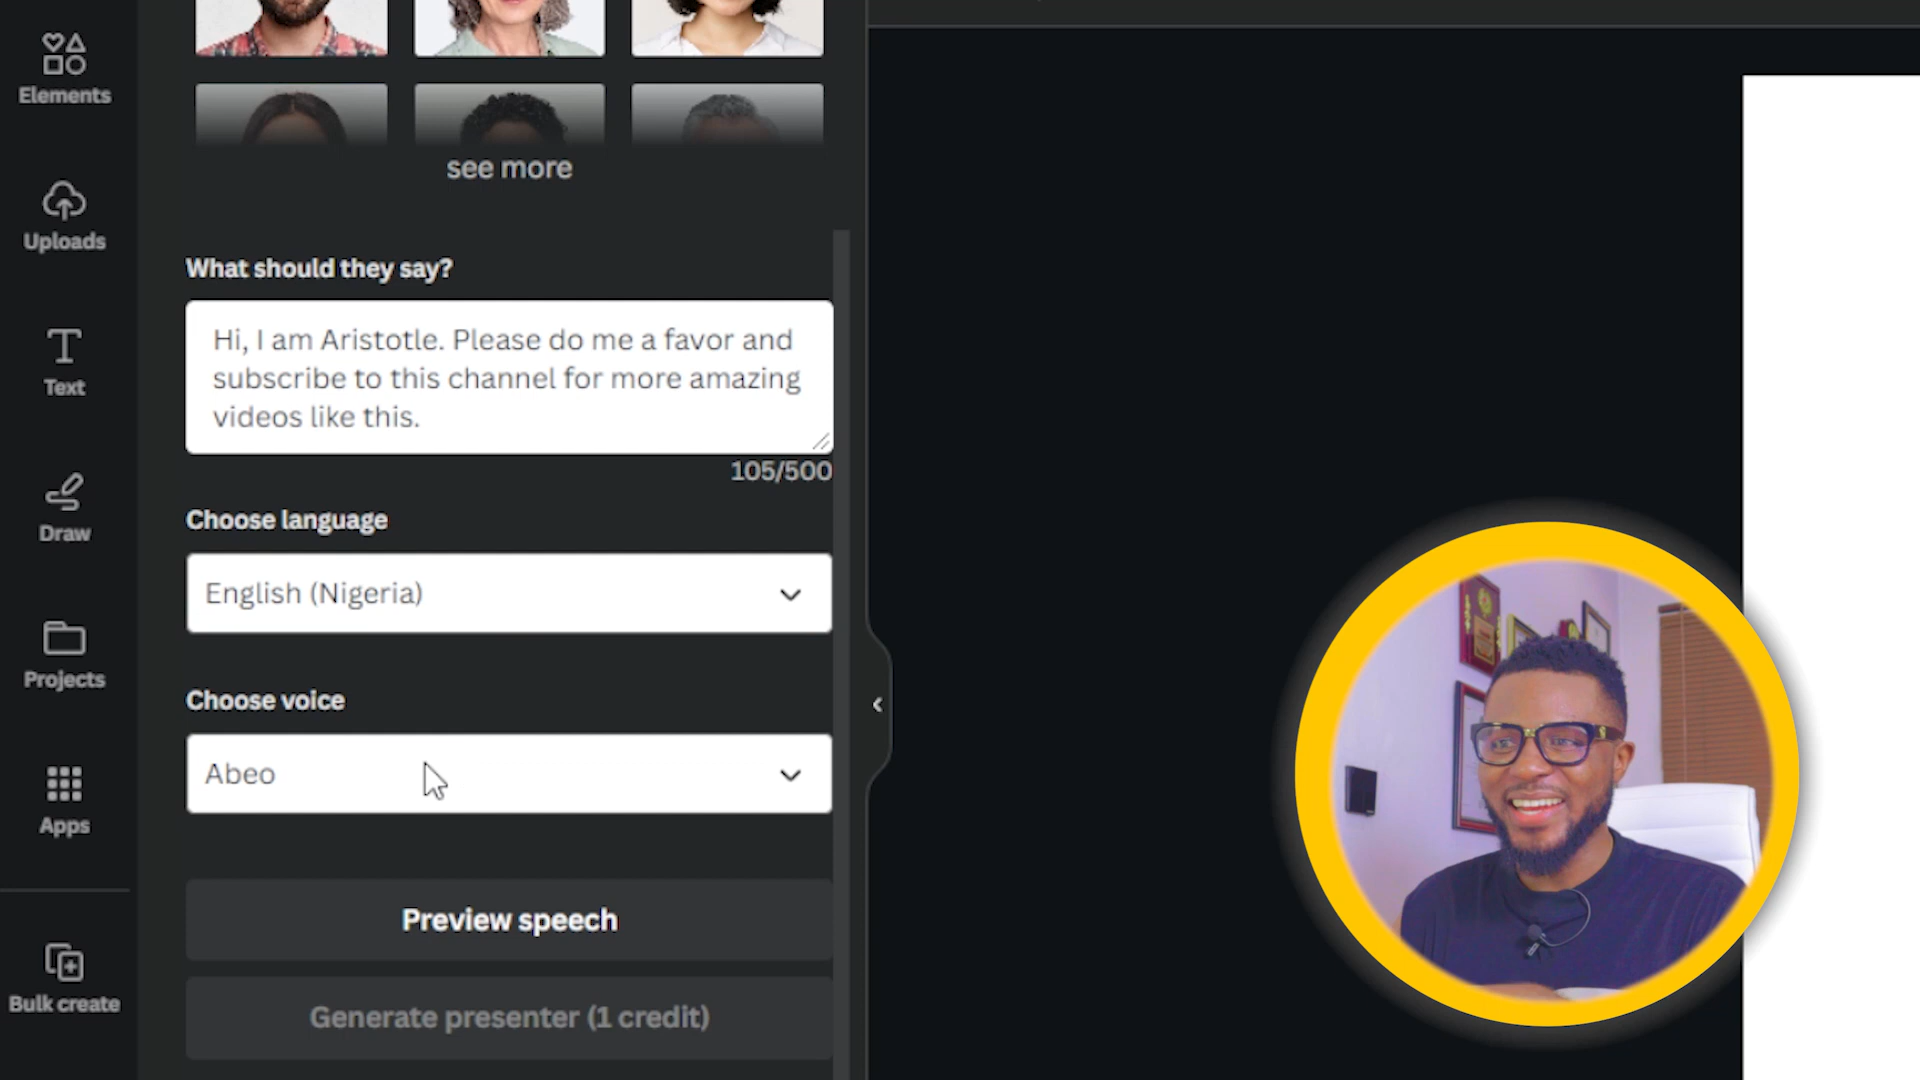 Elements
Uploads
Text
Draw
Projects
Apps
Bulk create
see more
What should they say?
Hi, I am Aristotle. Please do me a favor and
subscribe to this channel for more amazing
videos like this.
105/500
Choose language
English (Nigeria)
Choose voice
Abeo
Preview speech
Generate presenter (1 credit)